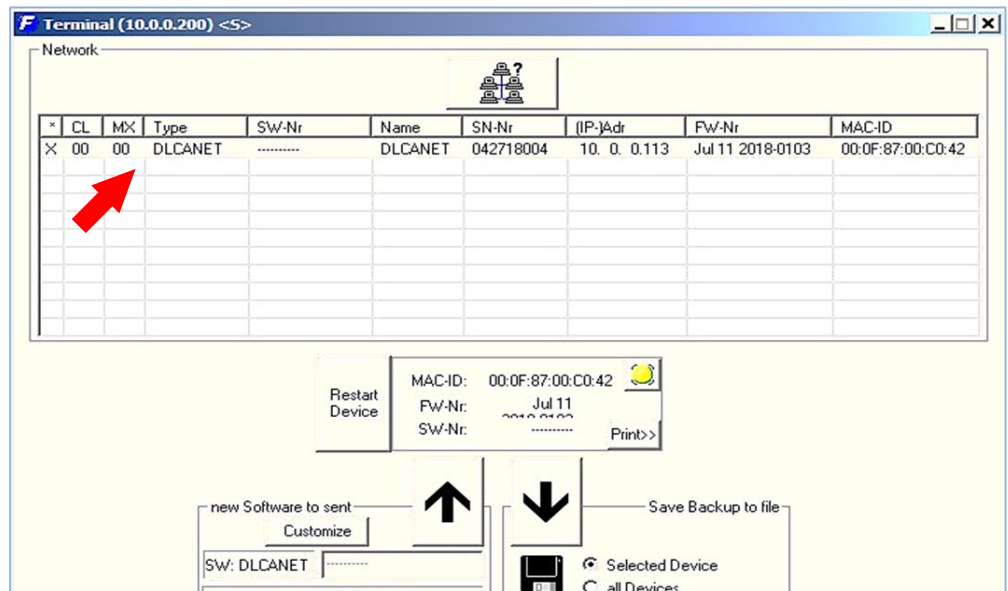 Terminal (10.0.0.200) <S>
Network
?
* CL MX Type SW-Nr Name SN-Nr (IP-)Adr FW-Nr MAC-ID
X 00 00 DLCANET ---------- DLCANET 042718004 10. 0. 0.113 Jul 11 2018-0103 00:0F:87:00:C0:42
Restart
Device
MAC-ID: 00:0F:87:00:C0:42
FW-Nr: Jul 11
2018-0103
SW-Nr: ----------
Print>>
new Software to sent
Customize
SW: DLCANET ----------
Save Backup to file
Selected Device
all Devices